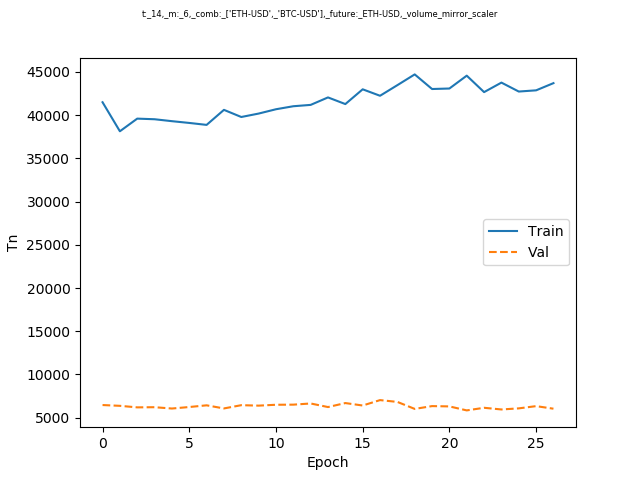 t:_14,_m:_6,_comb:_['ETH-USD',_'BTC-USD'],_future:_ETH-USD,_volume_mirror_scaler
45000
40000
35000
30000
25000
20000
15000
10000
5000
Tn
Train
Val
0 5 10 15 20 25
Epoch